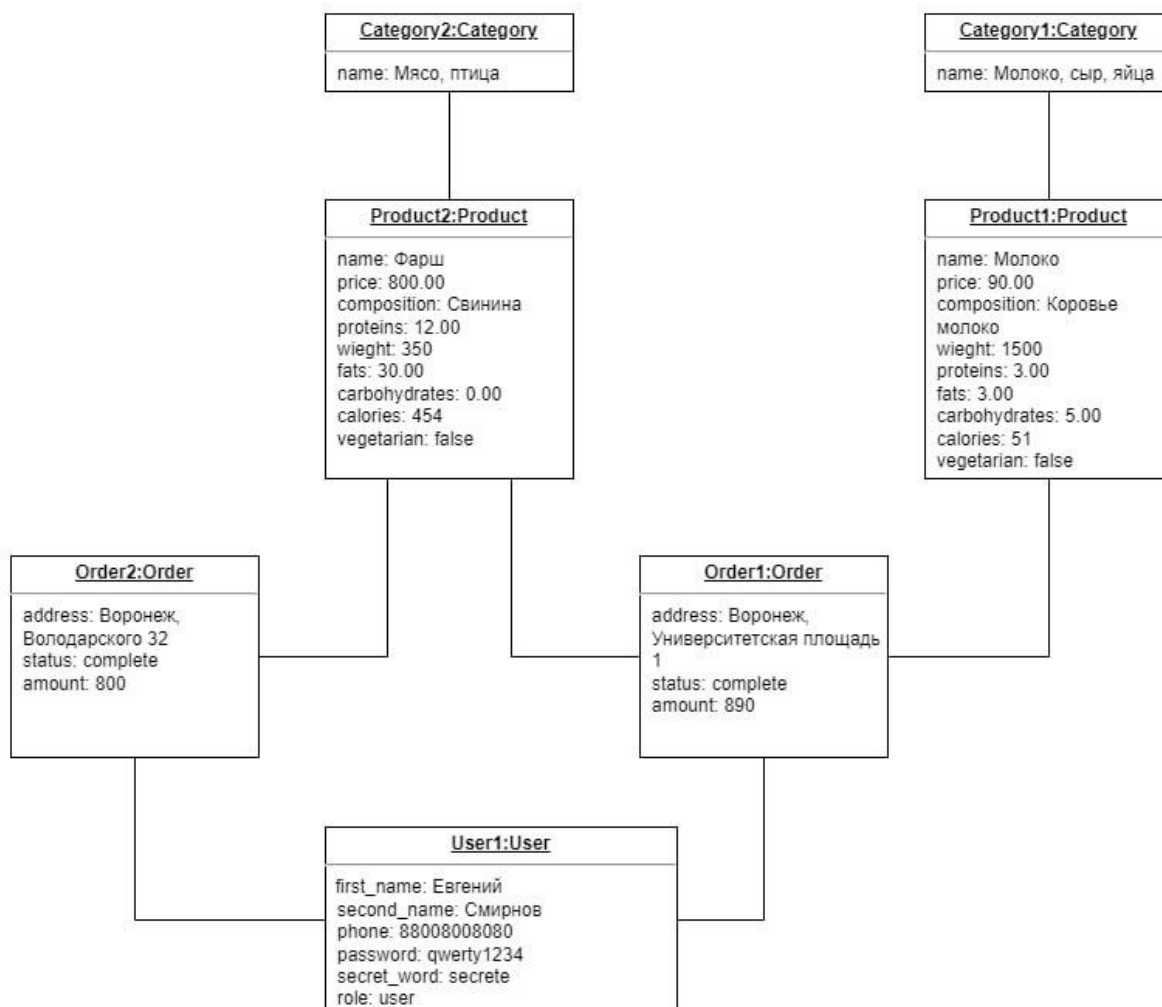 Category2:Category
name: Мясо, птица
Category1:Category
name: Молоко, сыр, яйца
Product2:Product
name: Фарш
price: 800.00
composition: Свинина
proteins: 12.00
wieght: 350
fats: 30.00
carbohydrates: 0.00
calories: 454
vegetarian: false
Product1:Product
name: Молоко
price: 90.00
composition: Коровье
молоко
wieght: 1500
proteins: 3.00
fats: 3.00
carbohydrates: 5.00
calories: 51
vegetarian: false
Order2:Order
address: Воронеж,
Володарского 32
status: complete
amount: 800
Order1:Order
address: Воронеж,
Университетская площадь
1
status: complete
amount: 890
User1:User
first_name: Евгений
second_name: Смирнов
phone: 88008008080
password: qwerty1234
secret_word: secrete
role: user